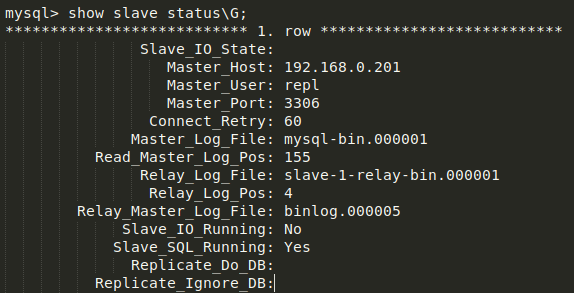 mysql> show slave status\G;
*************************** 1. row ***************************
Slave_IO_State:
Master_Host: 192.168.0.201
Master_User: repl
Master_Port: 3306
Connect_Retry: 60
Master_Log_File: mysql-bin.000001
Read_Master_Log_Pos: 155
Relay_Log_File: slave-1-relay-bin.000001
Relay_Log_Pos: 4
Relay_Master_Log_File: binlog.000005
Slave_IO_Running: No
Slave_SQL_Running: Yes
Replicate_Do_DB:
Replicate_Ignore_DB: